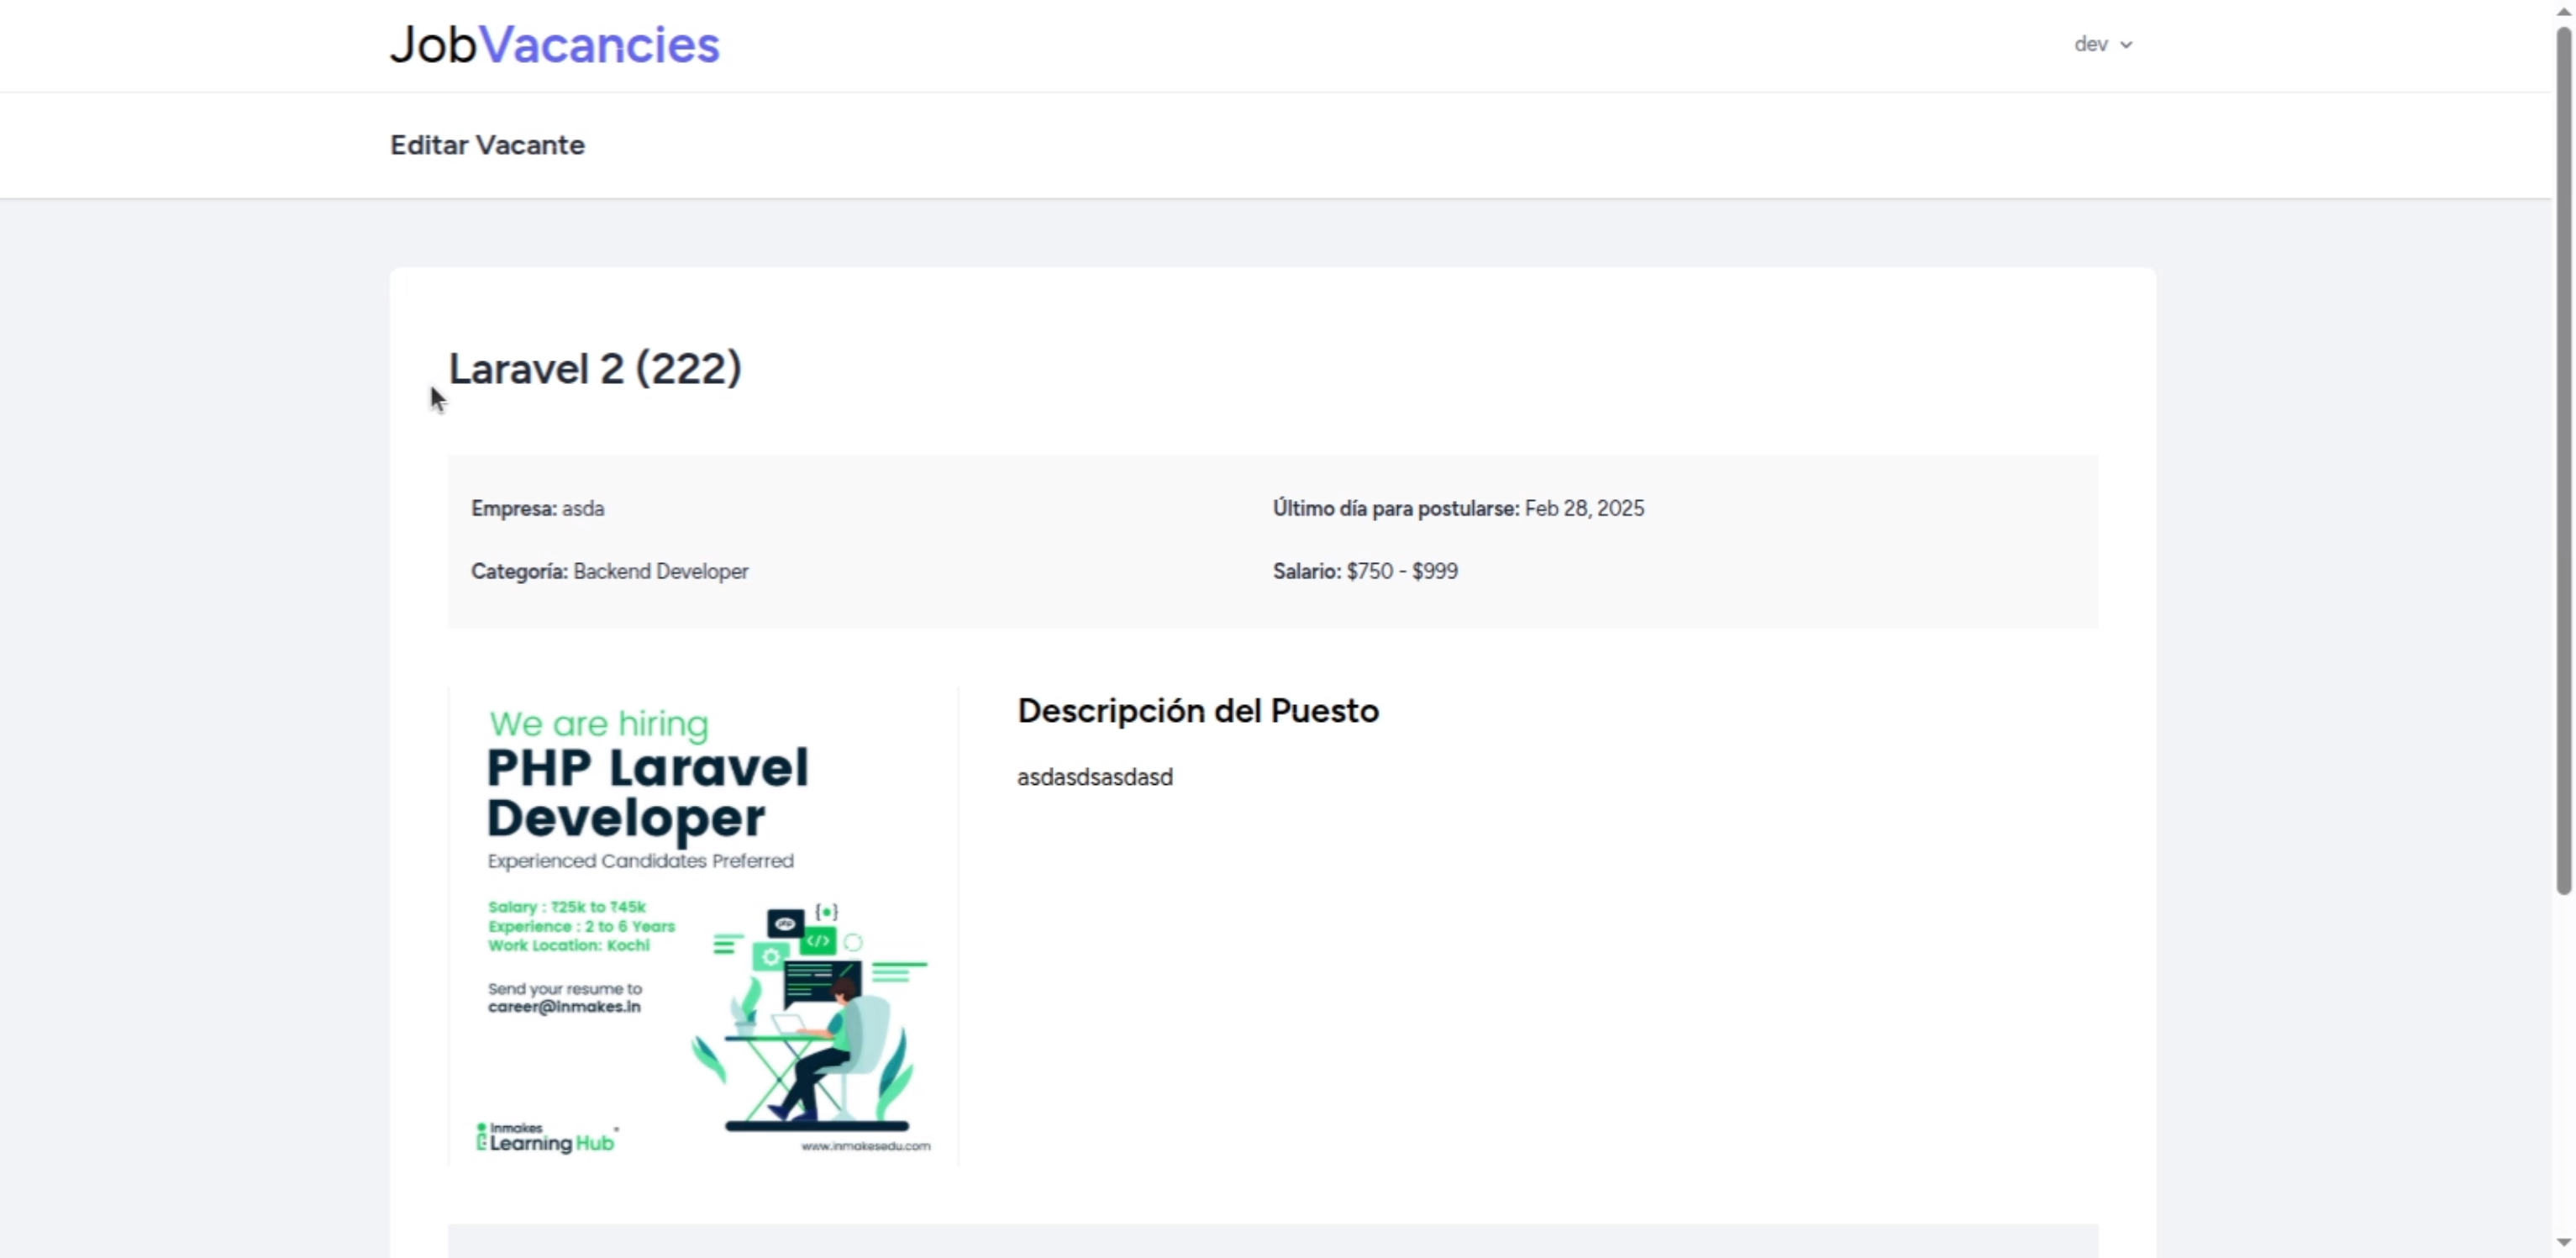 JobVacancies
dev
Editar Vacante
Laravel 2 (222)
Empresa: asda
Último día para postularse: Feb 28, 2025
Categoría: Backend Developer
Salario: $750 - $999
We are hiring
PHP Laravel
Developer
Experienced Candidates Preferred
Salary : ₹25k to ₹45k
Experience : 2 to 6 Years
Work Location: Kochi
Send your resume to
career@inmakes.in
php
</>
Inmakes
Learning Hub
www.inmakesedu.com
Descripción del Puesto
asdasdsasdasd